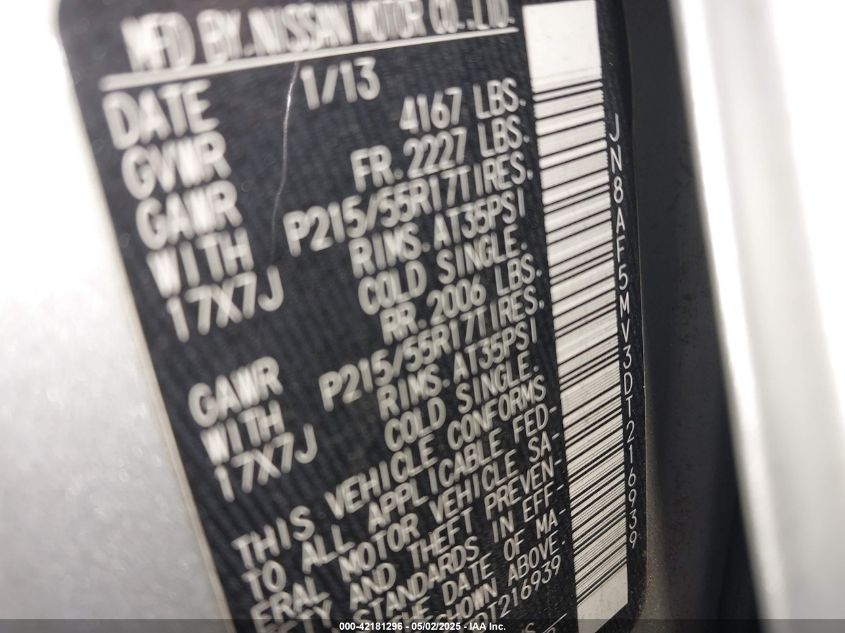 MFD BY.NISSAN MOTOR CO.,LTD.
DATE 1/13
GVWR 4167 LBS.
GAWR FR.2227 LBS.
WITH P215/55R17TIRES,
17X7J RIMS.AT35PSI
COLD SINGLE.
GAWR RR.2006 LBS.
WITH P215/55R17TIRES,
17X7J RIMS.AT35PSI
COLD SINGLE.
THIS VEHICLE CONFORMS
TO ALL APPLICABLE FED-
ERAL MOTOR VEHICLE SA-
FETY AND THEFT PREVEN-
STANDARDS IN EFF-
THE DATE OF MA-
SHOWN ABOVE.
DT216939
JN8AF5MV3DT216939
000-42181296 - 05/02/2025 - IAA Inc.